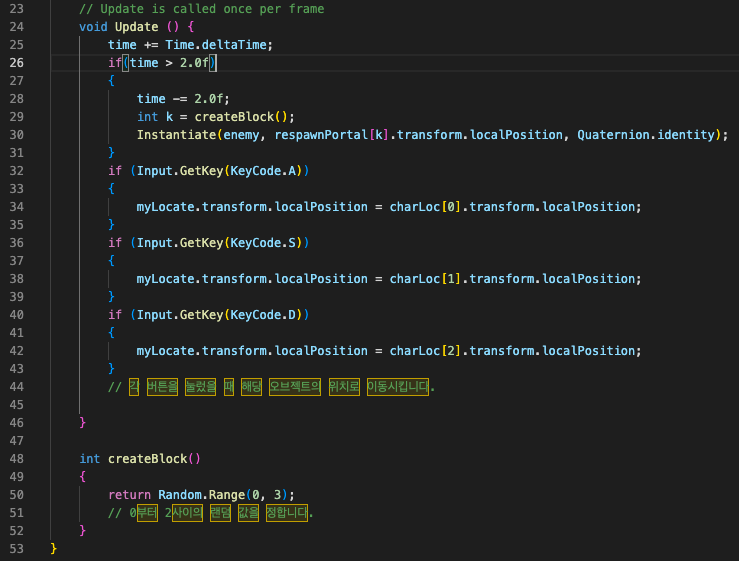 23 // Update is called once per frame
24 void Update () {
25 time += Time.deltaTime;
26 if(time > 2.0f)
27 {
28 time -= 2.0f;
29 int k = createBlock();
30 Instantiate(enemy, respawnPortal[k].transform.localPosition, Quaternion.identity);
31 }
32 if (Input.GetKey(KeyCode.A))
33 {
34 myLocate.transform.localPosition = charLoc[0].transform.localPosition;
35 }
36 if (Input.GetKey(KeyCode.S))
37 {
38 myLocate.transform.localPosition = charLoc[1].transform.localPosition;
39 }
40 if (Input.GetKey(KeyCode.D))
41 {
42 myLocate.transform.localPosition = charLoc[2].transform.localPosition;
43 }
44 // 각 버튼을 눌렀을 때 해당 오브젝트의 위치로 이동시킵니다.
45
46 }
47
48 int createBlock()
49 {
50 return Random.Range(0, 3);
51 // 0부터 2사이의 랜덤 값을 정합니다.
52 }
53 }